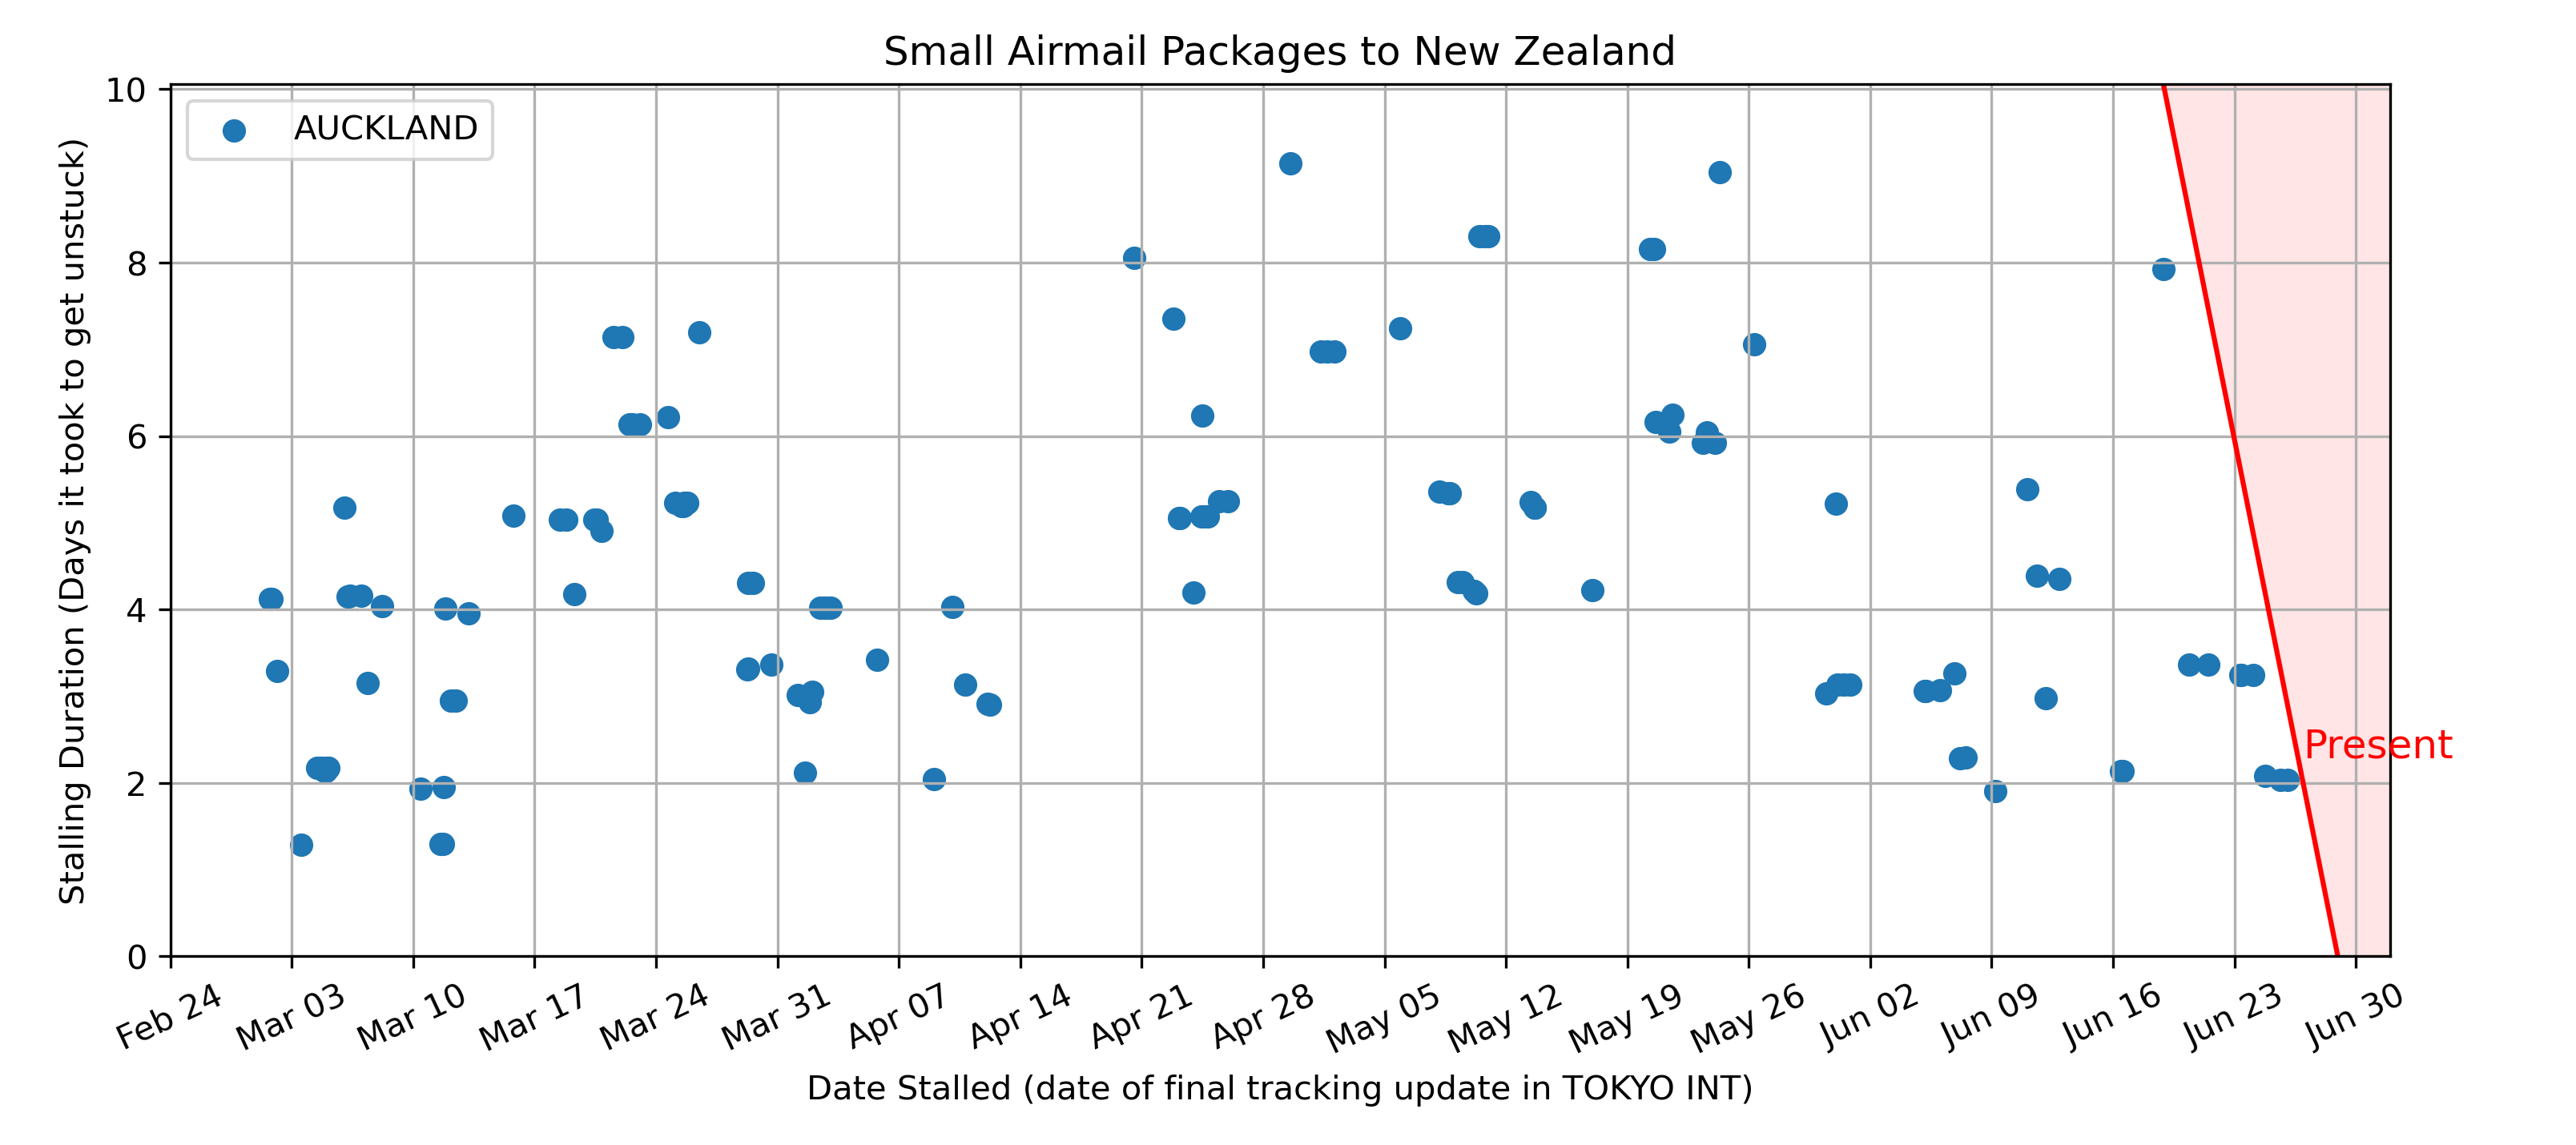 Small Airmail Packages to New Zealand
AUCKLAND
10
8
6
4
2
0
Stalling Duration (Days it took to get unstuck)
Present
Feb 24 Mar 03 Mar 10 Mar 17 Mar 24 Mar 31 Apr 07 Apr 14 Apr 21 Apr 28 May 05 May 12 May 19 May 26 Jun 02 Jun 09 Jun 16 Jun 23 Jun 30
Date Stalled (date of final tracking update in TOKYO INT)